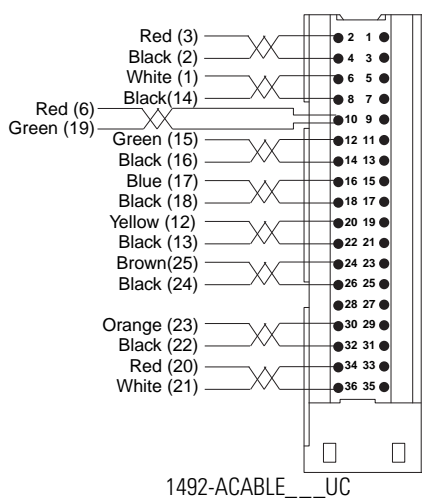 Red (3)
2 1
Black (2)
4 3
White (1)
6 5
Black(14)
8 7
Red (6)
10 9
Green (19)
Green (15)
12 11
Black (16)
14 13
Blue (17)
16 15
Black (18)
18 17
Yellow (12)
20 19
Black (13)
22 21
Brown(25)
24 23
Black (24)
26 25
28 27
Orange (23)
30 29
Black (22)
32 31
Red (20)
34 33
White (21)
36 35
1492-ACABLE___UC